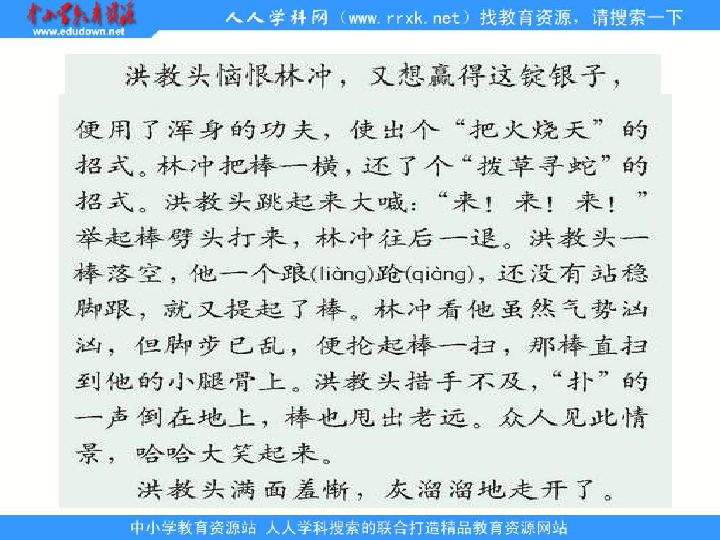 中小学教育资源站 人人学科网（www.rrxk.net）找教育资源，请搜索一下
www.edudown.net
洪教头恼恨林冲，又想赢得这锭银子，
便用了浑身的功夫，使出个“把火烧天”的
招式。林冲把棒一横，还了个“拨草寻蛇”的
招式。洪教头跳起来大喊：“来！来！来！”
举起棒劈头打来，林冲往后一退。洪教头一
棒落空，他一个踉(liàng)跄(qiàng)，还没有站稳
脚跟，就又提起了棒。林冲看他虽然气势汹
汹，但脚步已乱，便抡起棒一扫，那棒直扫
到他的小腿骨上。洪教头措手不及，“扑”的
一声倒在地上，棒也甩出老远。众人见此情
景，哈哈大笑起来。
洪教头满面羞惭，灰溜溜地走开了。
中小学教育资源站 人人学科搜索的联合打造精品教育资源网站